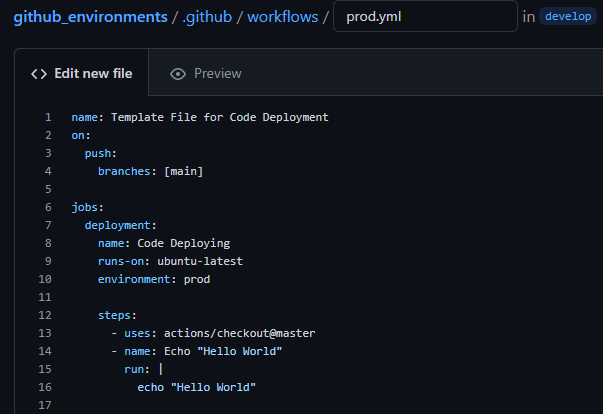 github_environments / .github / workflows / prod.yml in develop
<> Edit new file Preview
1 name: Template File for Code Deployment
2 on:
3   push:
4     branches: [main]
5
6 jobs:
7   deployment:
8     name: Code Deploying
9     runs-on: ubuntu-latest
10     environment: prod
11
12     steps:
13       - uses: actions/checkout@master
14       - name: Echo "Hello World"
15         run: |
16           echo "Hello World"
17